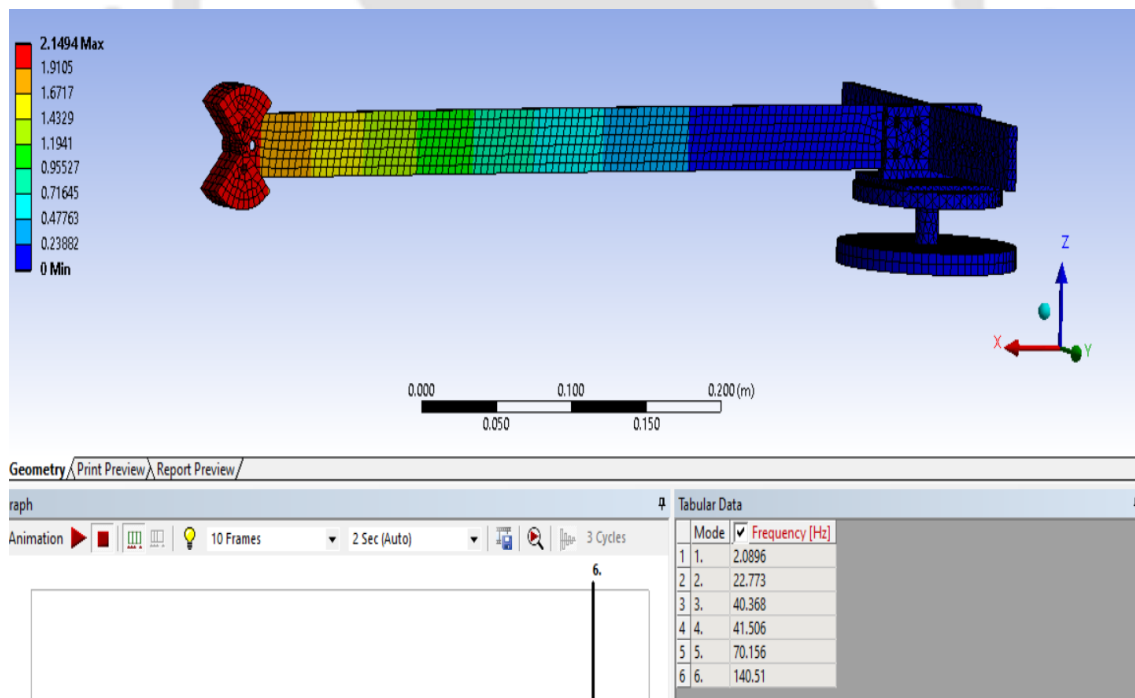 2.1494 Max
1.9105
1.6717
1.4329
1.1941
0.95527
0.71645
0.47763
0.23882
0 Min
Z
X
Y
0.000 0.100 0.200 (m)
0.050 0.150
Geometry Print Preview Report Preview
raph
Tabular Data
Animation 10 Frames 2 Sec (Auto) 3 Cycles
6.
Mode Frequency [Hz]
1 1. 2.0896
2 2. 22.773
3 3. 40.368
4 4. 41.506
5 5. 70.156
6 6. 140.51